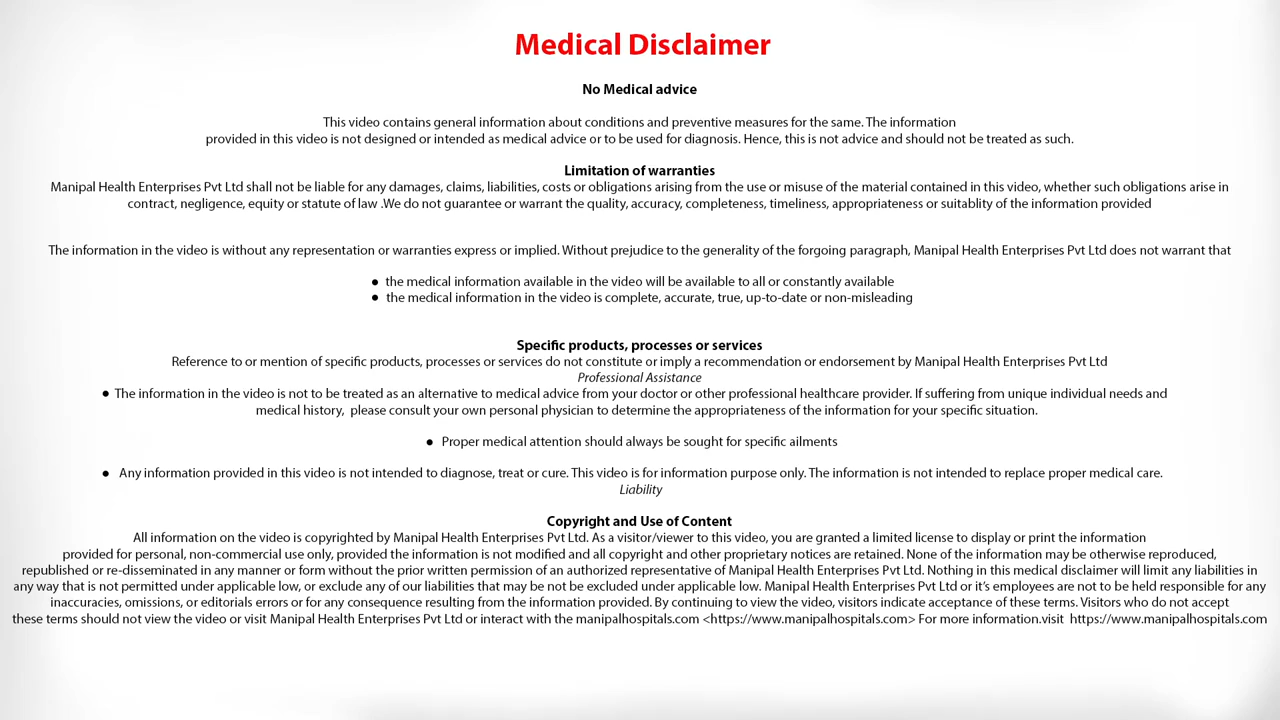 Medical Disclaimer
No Medical advice
This video contains general information about conditions and preventive measures for the same. The information
provided in this video is not designed or intended as medical advice or to be used for diagnosis. Hence, this is not advice and should not be treated as such.
Limitation of warranties
Manipal Health Enterprises Pvt Ltd shall not be liable for any damages, claims, liabilities, costs or obligations arising from the use or misuse of the material contained in this video, whether such obligations arise in
contract, negligence, equity or statute of law .We do not guarantee or warrant the quality, accuracy, completeness, timeliness, appropriateness or suitablity of the information provided
The information in the video is without any representation or warranties express or implied. Without prejudice to the generality of the forgoing paragraph, Manipal Health Enterprises Pvt Ltd does not warrant that
● the medical information available in the video will be available to all or constantly available
● the medical information in the video is complete, accurate, true, up-to-date or non-misleading
Specific products, processes or services
Reference to or mention of specific products, processes or services do not constitute or imply a recommendation or endorsement by Manipal Health Enterprises Pvt Ltd
Professional Assistance
● The information in the video is not to be treated as an alternative to medical advice from your doctor or other professional healthcare provider. If suffering from unique individual needs and
medical history, please consult your own personal physician to determine the appropriateness of the information for your specific situation.
● Proper medical attention should always be sought for specific ailments
● Any information provided in this video is not intended to diagnose, treat or cure. This video is for information purpose only. The information is not intended to replace proper medical care.
Liability
Copyright and Use of Content
All information on the video is copyrighted by Manipal Health Enterprises Pvt Ltd. As a visitor/viewer to this video, you are granted a limited license to display or print the information
provided for personal, non-commercial use only, provided the information is not modified and all copyright and other proprietary notices are retained. None of the information may be otherwise reproduced,
republished or re-disseminated in any manner or form without the prior written permission of an authorized representative of Manipal Health Enterprises Pvt Ltd. Nothing in this medical disclaimer will limit any liabilities in
any way that is not permitted under applicable low, or exclude any of our liabilities that may be not be excluded under applicable low. Manipal Health Enterprises Pvt Ltd or it's employees are not to be held responsible for any
inaccuracies, omissions, or editorials errors or for any consequence resulting from the information provided. By continuing to view the video, visitors indicate acceptance of these terms. Visitors who do not accept
these terms should not view the video or visit Manipal Health Enterprises Pvt Ltd or interact with the manipalhospitals.com <https://www.manipalhospitals.com> For more information.visit https://www.manipalhospitals.com